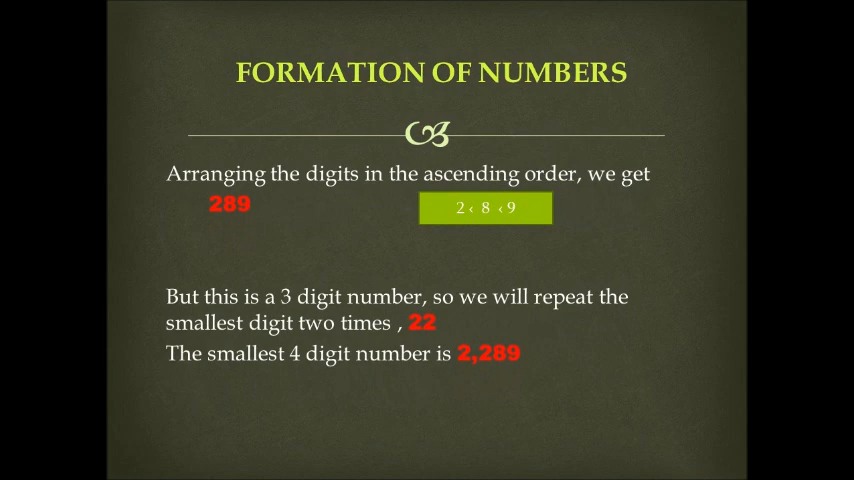 FORMATION OF NUMBERS
Arranging the digits in the ascending order, we get
289
2 ‹ 8 ‹ 9
But this is a 3 digit number, so we will repeat the
smallest digit two times , 22
The smallest 4 digit number is 2,289